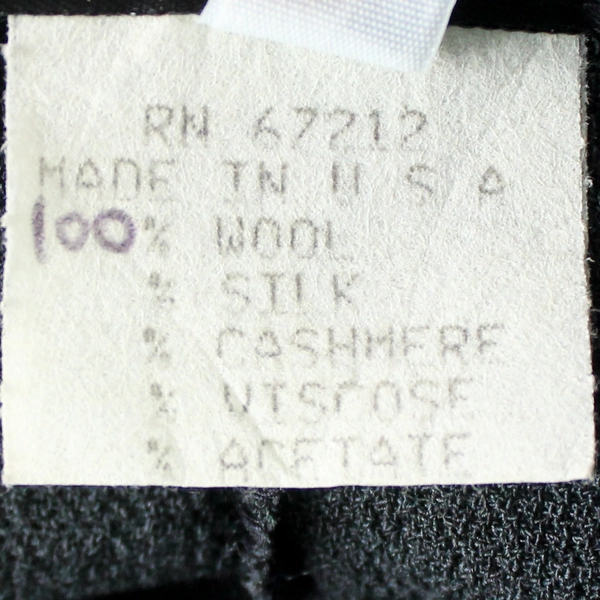 RN 67212
MADE IN U S A
100% WOOL
% SILK
% CASHMERE
% VISCOSE
% ACETATE